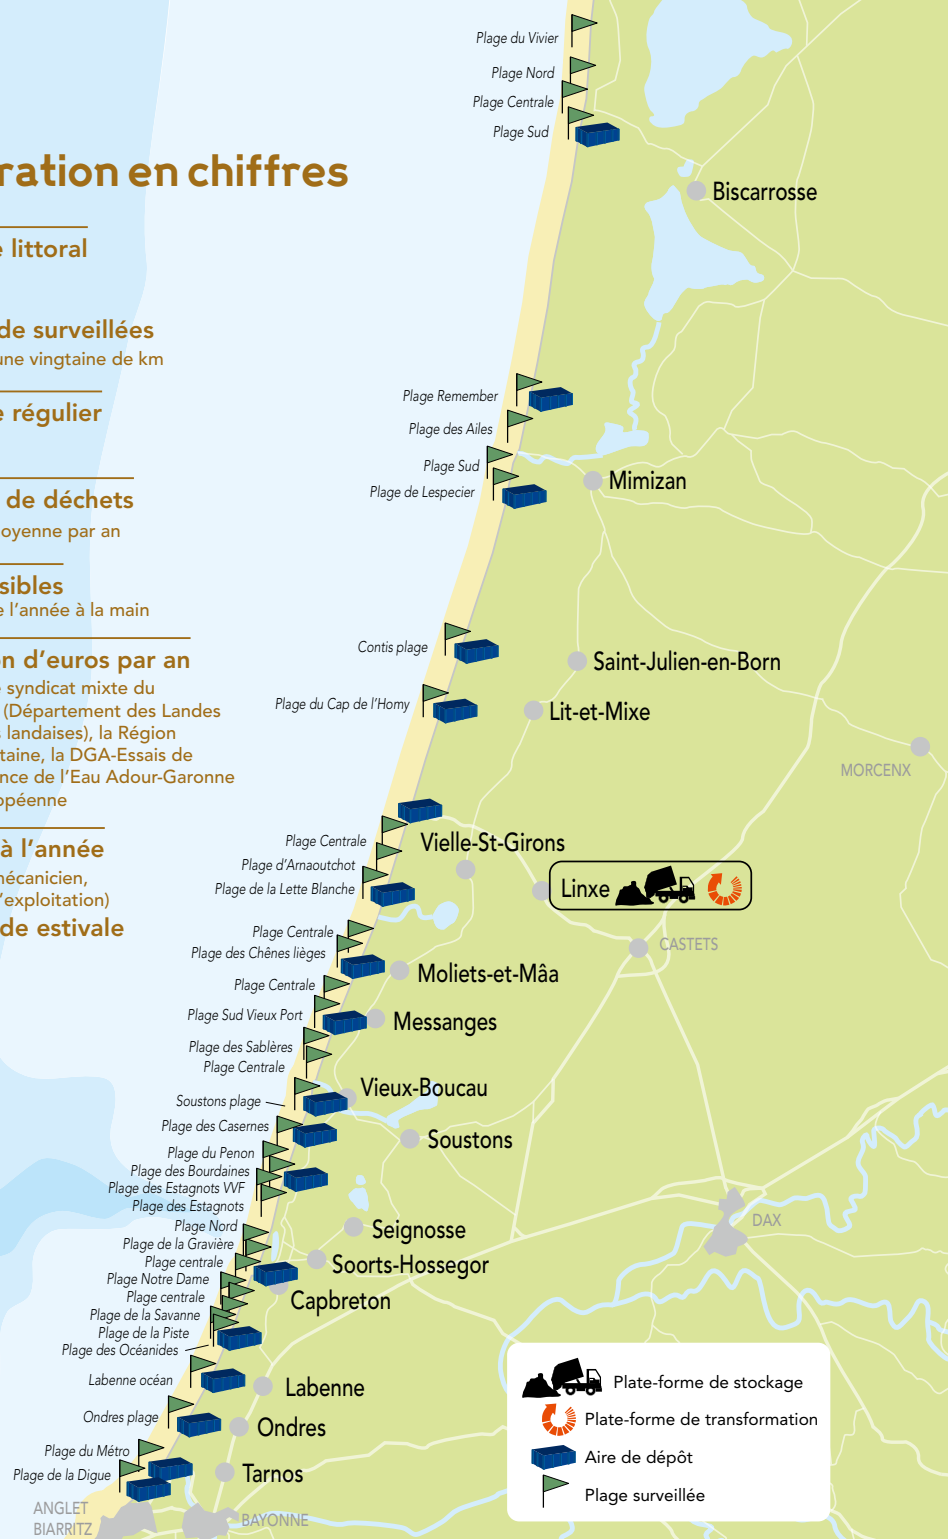 Plage du Vivier
Plage Nord
Plage Centrale
Plage Sud
Biscarrosse
ration en chiffres
e littoral
de surveillées
une vingtaine de km
e régulier
de déchets
oyenne par an
sibles
e l'année à la main
n d'euros par an
e syndicat mixte du
(Département des Landes
s landaises), la Région
taine, la DGA-Essais de
nce de l'Eau Adour-Garonne
opéenne
à l'année
nécanicien,
l'exploitation)
de estivale
Plage Remember
Plage des Ailes
Plage Sud
Plage de Lespecier
Mimizan
Contis plage
Saint-Julien-en-Born
Plage du Cap de l'Homy
Lit-et-Mixe
MORCENX
Plage Centrale
Vielle-St-Girons
Plage d'Arnaoutchot
Plage de la Lette Blanche
Linxe
Plage Centrale
CASTETS
Plage des Chênes lièges
Moliets-et-Mâa
Plage Centrale
Plage Sud Vieux Port
Messanges
Plage des Sablères
Plage Centrale
Vieux-Boucau
Soustons plage
Plage des Casernes
Soustons
Plage du Penon
Plage des Bourdaines
Plage des Estagnots VVF
Plage des Estagnots
DAX
Plage Nord
Seignosse
Plage de la Gravière
Plage centrale
Soorts-Hossegor
Plage Notre Dame
Plage centrale
Capbreton
Plage de la Savanne
Plage de la Piste
Plage des Océanides
Labenne océan
Labenne
Ondres plage
Ondres
Plage du Métro
Plage de la Digue
Tarnos
ANGLET
BIARRITZ
BAYONNE
Plate-forme de stockage
Plate-forme de transformation
Aire de dépôt
Plage surveillée